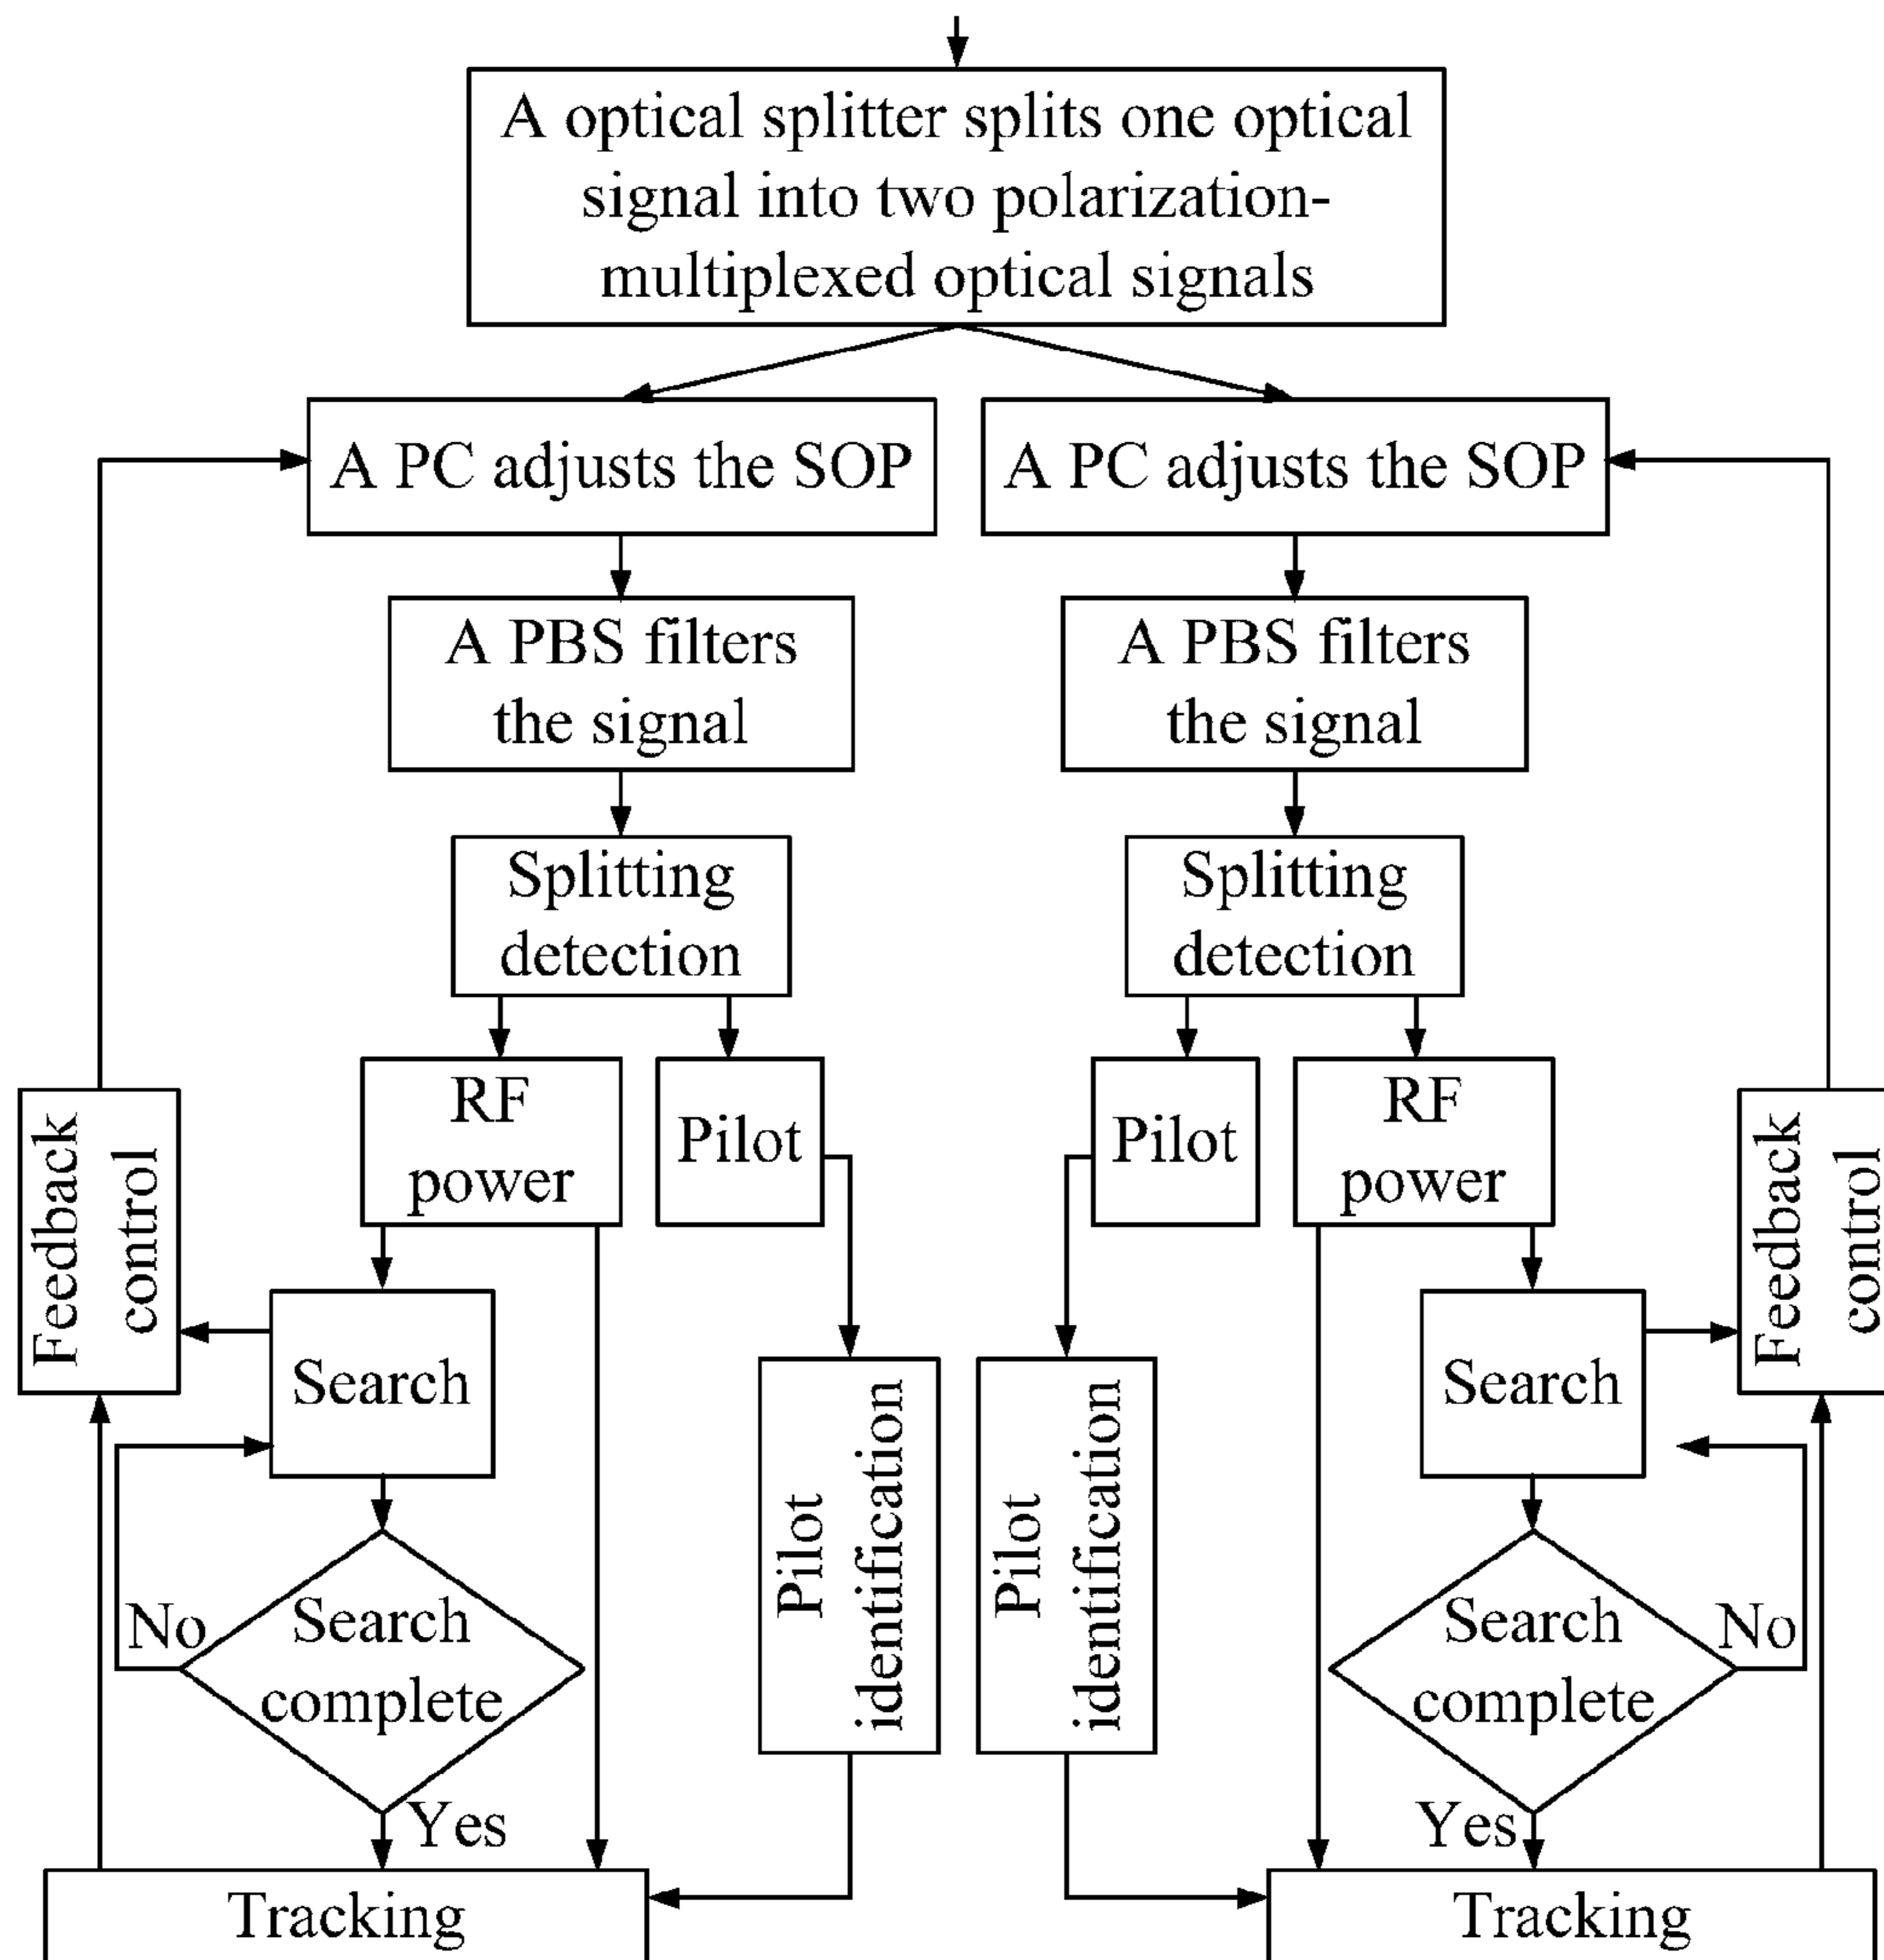 A optical splitter splits one optical
signal into two polarization-
multiplexed optical signals
A PC adjusts the SOP
A PC adjusts the SOP
A PBS filters
the signal
A PBS filters
the signal
Splitting
detection
Splitting
detection
RF
power
Pilot
Pilot
RF
power
Feedback
control
Feedback
control
Search
Search
Pilot
identification
Pilot
identification
No
Search
complete
Search
complete
No
Yes
Yes
Tracking
Tracking